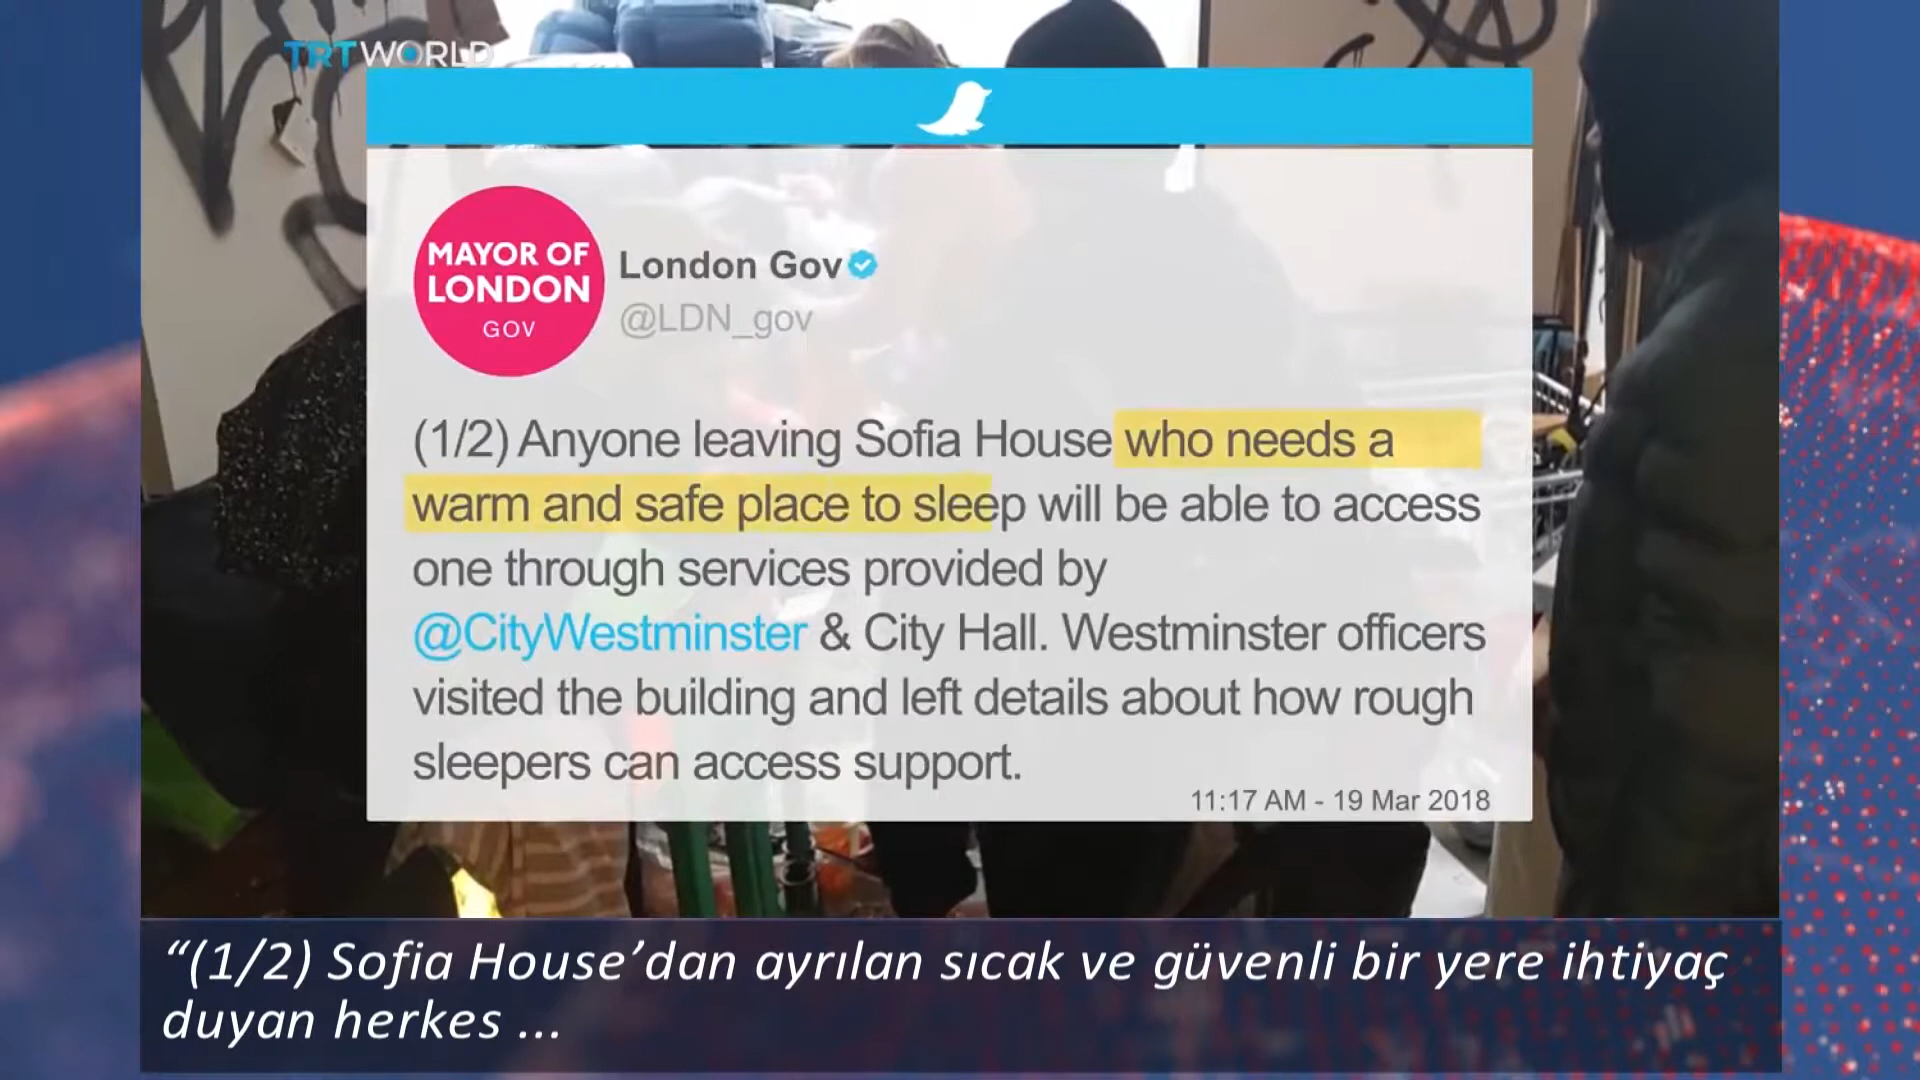 TRT WORLD
MAYOR OF
LONDON
GOV
London Gov
@LDN_gov
(1/2) Anyone leaving Sofia House who needs a
warm and safe place to sleep will be able to access
one through services provided by
@CityWestminster & City Hall. Westminster officers
visited the building and left details about how rough
sleepers can access support.
11:17 AM - 19 Mar 2018
“(1/2) Sofia House’dan ayrılan sıcak ve güvenli bir yere ihtiyaç
duyan herkes ...